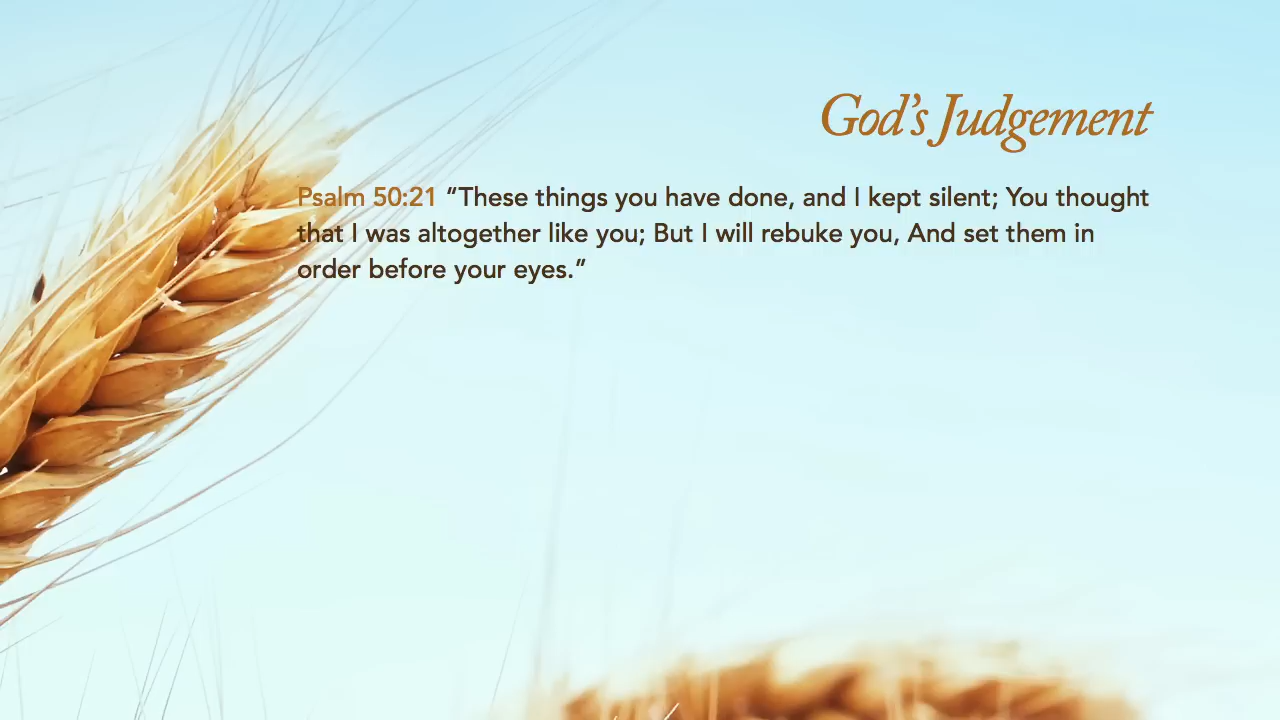 God’s Judgement
Psalm 50:21 “These things you have done, and I kept silent; You thought
that I was altogether like you; But I will rebuke you, And set them in
order before your eyes.”